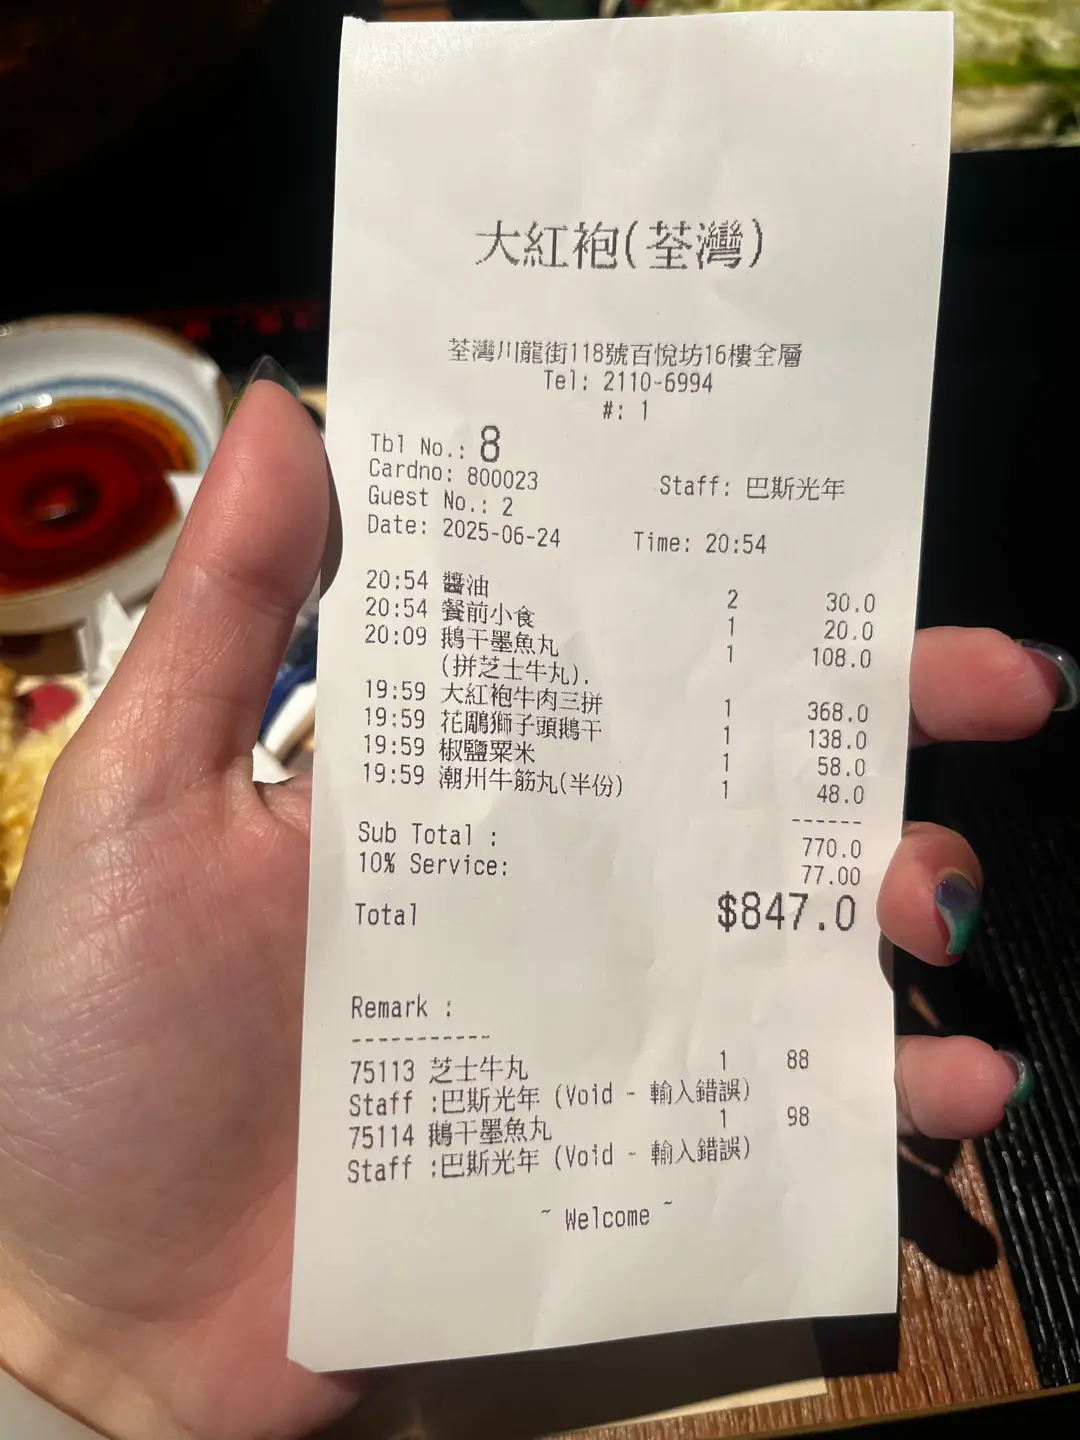 大紅袍(荃灣)
荃灣川龍街118號百悅坊16樓全層
Tel: 2110-6994
#: 1
Tbl No.: 8
Cardno: 800023 Staff: 巴斯光年
Guest No.: 2
Date: 2025-06-24 Time: 20:54
20:54 醬油 2 30.0
20:54 餐前小食 1 20.0
20:09 鵝干墨魚丸 1 108.0
(拼芝士牛丸).
19:59 大紅袍牛肉三拼 1 368.0
19:59 花雕獅子頭鵝干 1 138.0
19:59 椒鹽粟米 1 58.0
19:59 潮州牛筋丸(半份) 1 48.0
------
Sub Total : 770.0
10% Service: 77.00
Total $847.0
Remark :
-----------
75113 芝士牛丸 1 88
Staff :巴斯光年 (Void - 輸入錯誤)
75114 鵝干墨魚丸 1 98
Staff :巴斯光年 (Void - 輸入錯誤)
~ Welcome ~